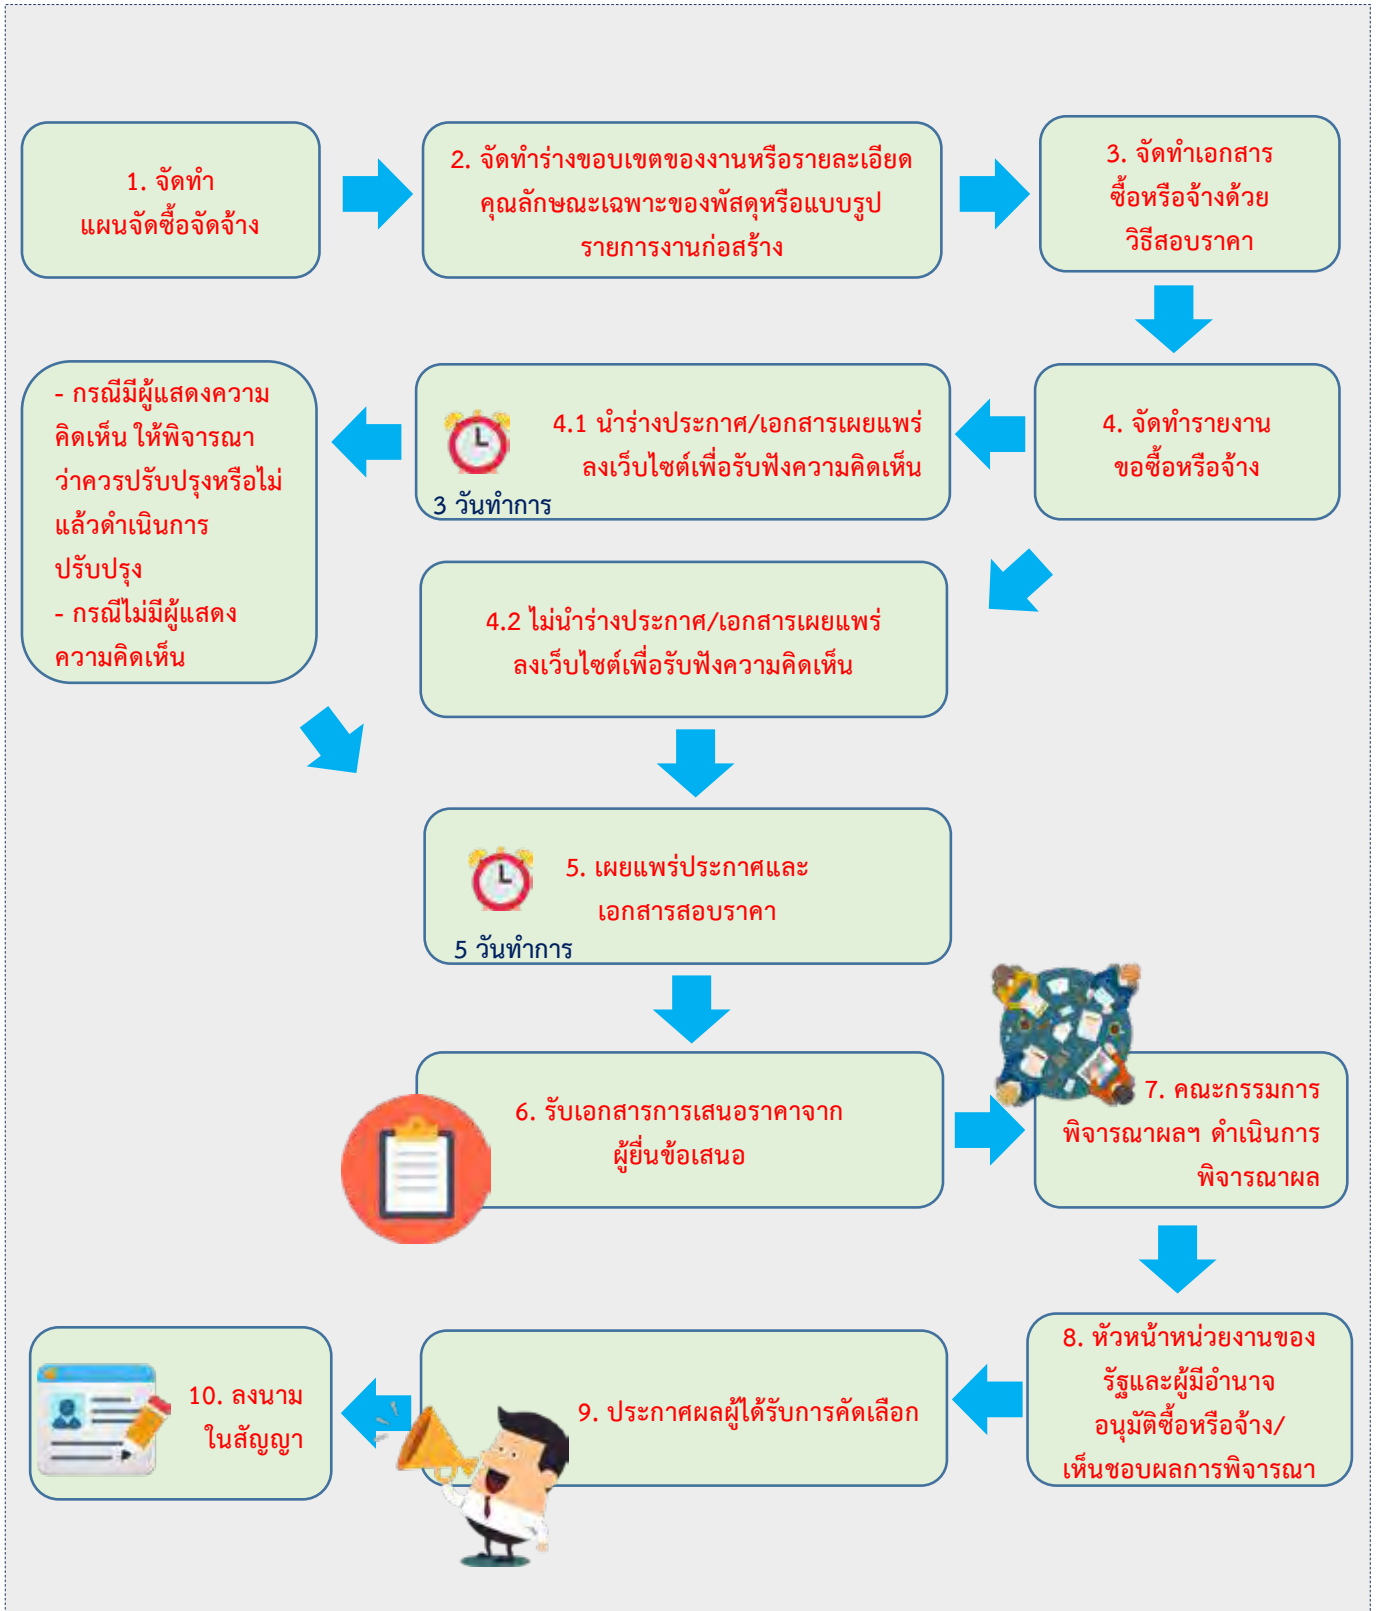 1. จัดทำ
แผนจัดซื้อจัดจ้าง
2. จัดทำร่างขอบเขตของงานหรือรายละเอียด
คุณลักษณะเฉพาะของพัสดุหรือแบบรูป
รายการงานก่อสร้าง
3. จัดทำเอกสาร
ซื้อหรือจ้างด้วย
วิธีสอบราคา
4. จัดทำรายงาน
ขอซื้อหรือจ้าง
4.1 นำร่างประกาศ/เอกสารเผยแพร่
ลงเว็บไซต์เพื่อรับฟังความคิดเห็น
3 วันทำการ
- กรณีมีผู้แสดงความ
คิดเห็น ให้พิจารณา
ว่าควรปรับปรุงหรือไม่
แล้วดำเนินการ
ปรับปรุง
- กรณีไม่มีผู้แสดง
ความคิดเห็น
4.2 ไม่นำร่างประกาศ/เอกสารเผยแพร่
ลงเว็บไซต์เพื่อรับฟังความคิดเห็น
5. เผยแพร่ประกาศและ
เอกสารสอบราคา
5 วันทำการ
6. รับเอกสารการเสนอราคาจาก
ผู้ยื่นข้อเสนอ
7. คณะกรรมการ
พิจารณาผลฯ ดำเนินการ
พิจารณาผล
8. หัวหน้าหน่วยงานของ
รัฐและผู้มีอำนาจ
อนุมัติซื้อหรือจ้าง/
เห็นชอบผลการพิจารณา
9. ประกาศผลผู้ได้รับการคัดเลือก
10. ลงนาม
ในสัญญา